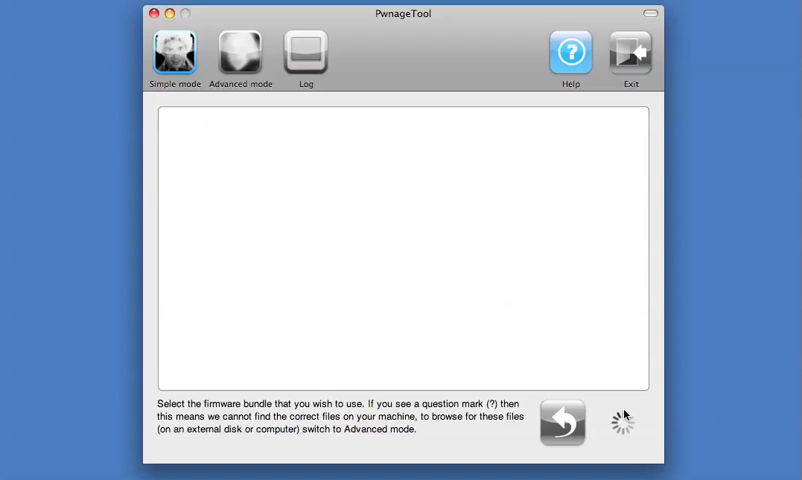 PwnageTool
Simple mode
Advanced mode
Log
?
Help
Exit
Select the firmware bundle that you wish to use. If you see a question mark (?) then
this means we cannot find the correct files on your machine, to browse for these files
(on an external disk or computer) switch to Advanced mode.